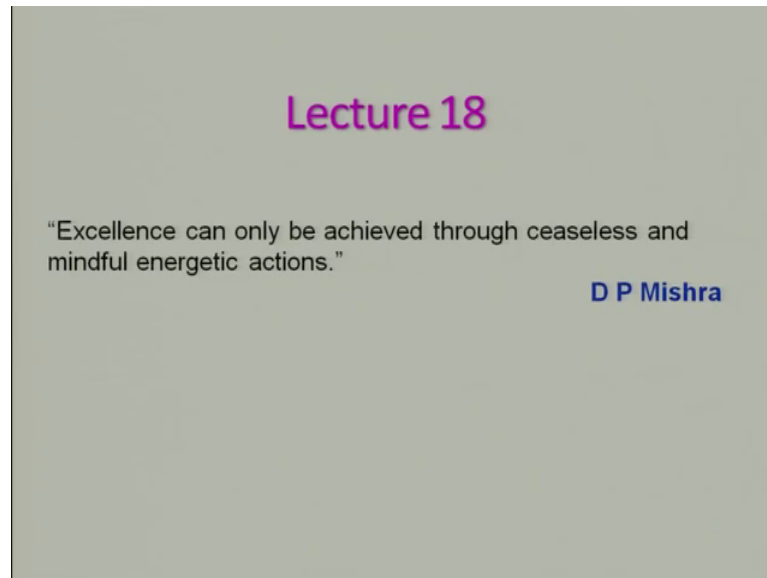 Lecture 18
“Excellence can only be achieved through ceaseless and
mindful energetic actions.”
D P Mishra